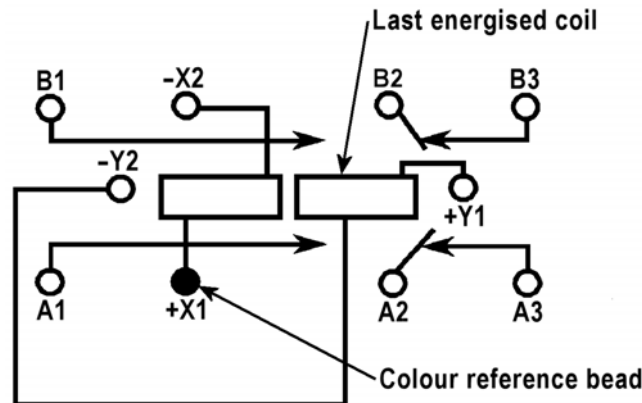 Last energised coil
B1
–X2
B2
B3
–Y2
+Y1
A1
+X1
A2
A3
Colour reference bead